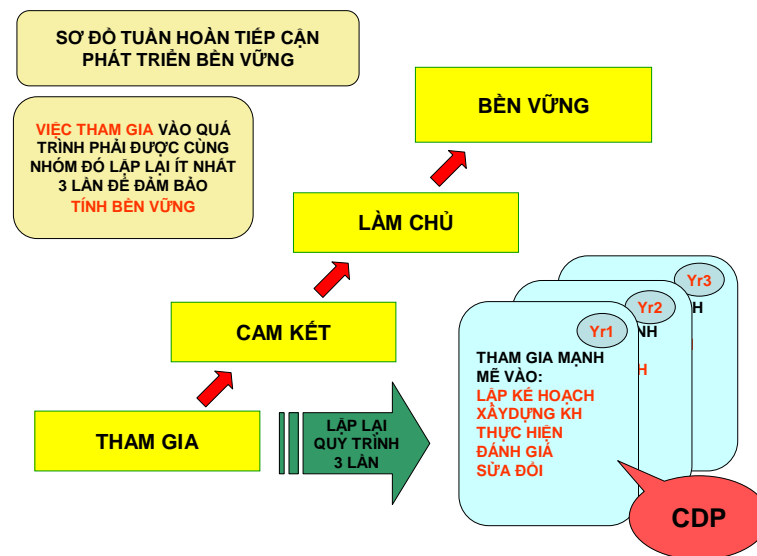 SƠ ĐỒ TUẦN HOÀN TIẾP CẬN
PHÁT TRIỂN BỀN VỮNG
VIỆC THAM GIA VÀO QUÁ
TRÌNH PHẢI ĐƯỢC CÙNG
NHÓM ĐÓ LẬP LẠI ÍT NHẤT
3 LẦN ĐỂ ĐẢM BẢO
TÍNH BỀN VỮNG
BỀN VỮNG
LÀM CHỦ
CAM KẾT
THAM GIA
LẬP LẠI
QUY TRÌNH
3 LẦN
Yr3
Yr2
Yr1
THAM GIA MẠNH
MẼ VÀO:
LẬP KẾ HOẠCH
XÂYDỰNG KH
THỰC HIỆN
ĐÁNH GIÁ
SỬA ĐỔI
CDP